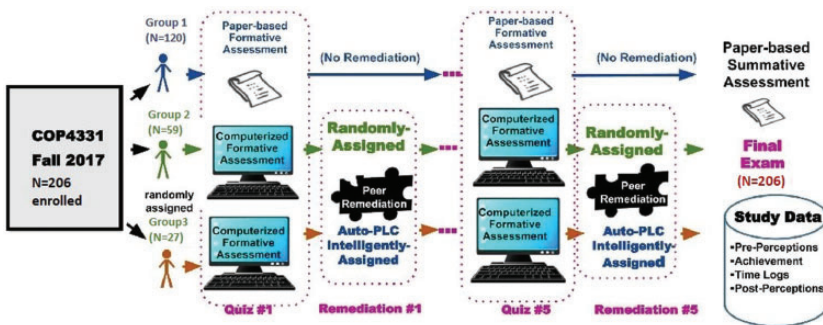 COP4331
Fall 2017
N=206
enrolled
Group 1
(N=120)
Group 2
(N=59)
randomly
assigned
Group3
(N=27)
Paper-based
Formative
Assessment
Computerized
Formative
Assessment
Computerized
Formative
Assessment
Quiz #1
(No Remediation)
Randomly-
Assigned
Peer
Remediation
Auto-PLC
Intelligently-
Assigned
Remediation #1
Paper-based
Formative
Assessment
Computerized
Formative
Assessment
Computerized
Formative
Assessment
Quiz #5
(No Remediation)
Randomly-
Assigned
Peer
Remediation
Auto-PLC
Intelligently-
Assigned
Remediation #5
Paper-based
Summative
Assessment
Final
Exam
(N=206)
Study Data
▪Pre-Perceptions
▪Achievement
▪Time Logs
▪Post-Perceptions